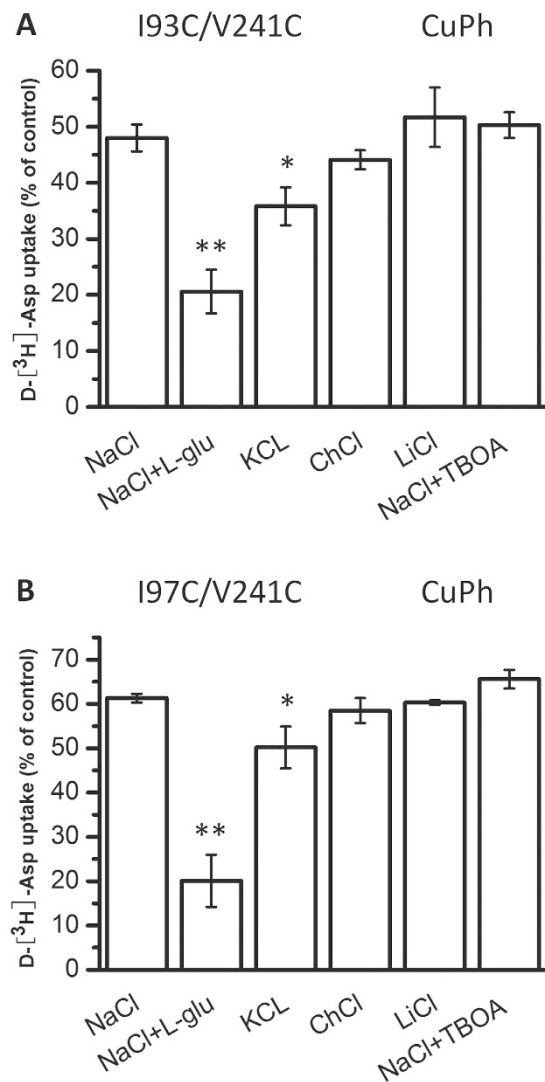 A I93C/V241C CuPh
D-[³H]-Asp uptake (% of control)
60
50
40
30
20
10
0
**
*
NaCl
NaCl+L-glu
KCL
ChCl
LiCl
NaCl+TBOA
B I97C/V241C CuPh
D-[³H]-Asp uptake (% of control)
70
60
50
40
30
20
10
0
**
*
NaCl
NaCl+L-glu
KCL
ChCl
LiCl
NaCl+TBOA